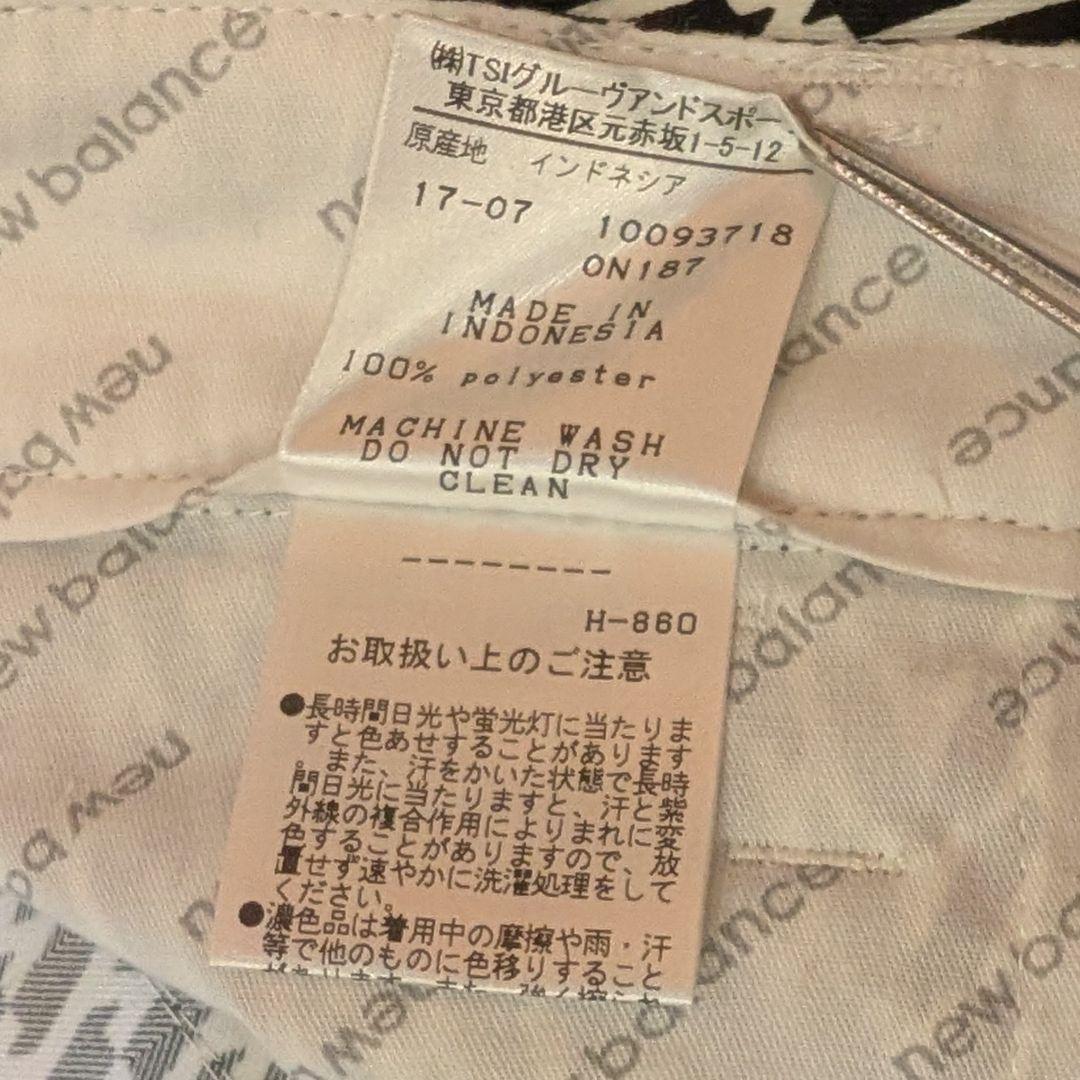 ㈱TSIグルーヴアンドスポー
東京都港区元赤坂1-5-12
原産地 インドネシア
17-07 10093718
ON187
MADE IN
INDONESIA
100% polyester
MACHINE WASH
DO NOT DRY
CLEAN
--------
H-860
お取扱い上のご注意
●長時間日光や蛍光灯に当たりま
すと色あせすることがあります
。また、汗をかいた状態で長時
間日光に当たりますと、汗と紫
外線の複合作用によりまれに変
色することがありますので、放
置せず速やかに洗濯処理をして
ください。
●濃色品は着用中の摩擦や雨・汗
等で他のものに色移りすること
new balance
new balance
new balance
new balance
balance
balance
new